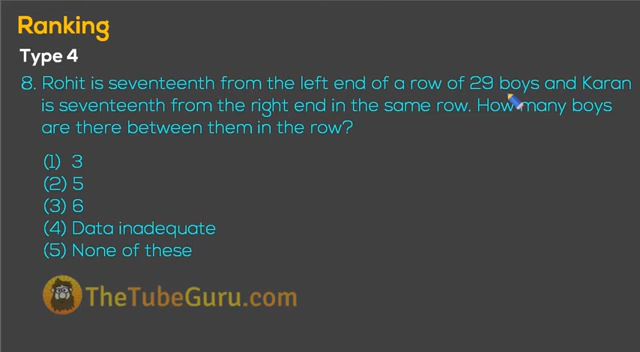 Ranking
Type 4
8. Rohit is seventeenth from the left end of a row of 29 boys and Karan
is seventeenth from the right end in the same row. How many boys
are there between them in the row?
(1) 3
(2) 5
(3) 6
(4) Data inadequate
(5) None of these
TheTubeGuru.com